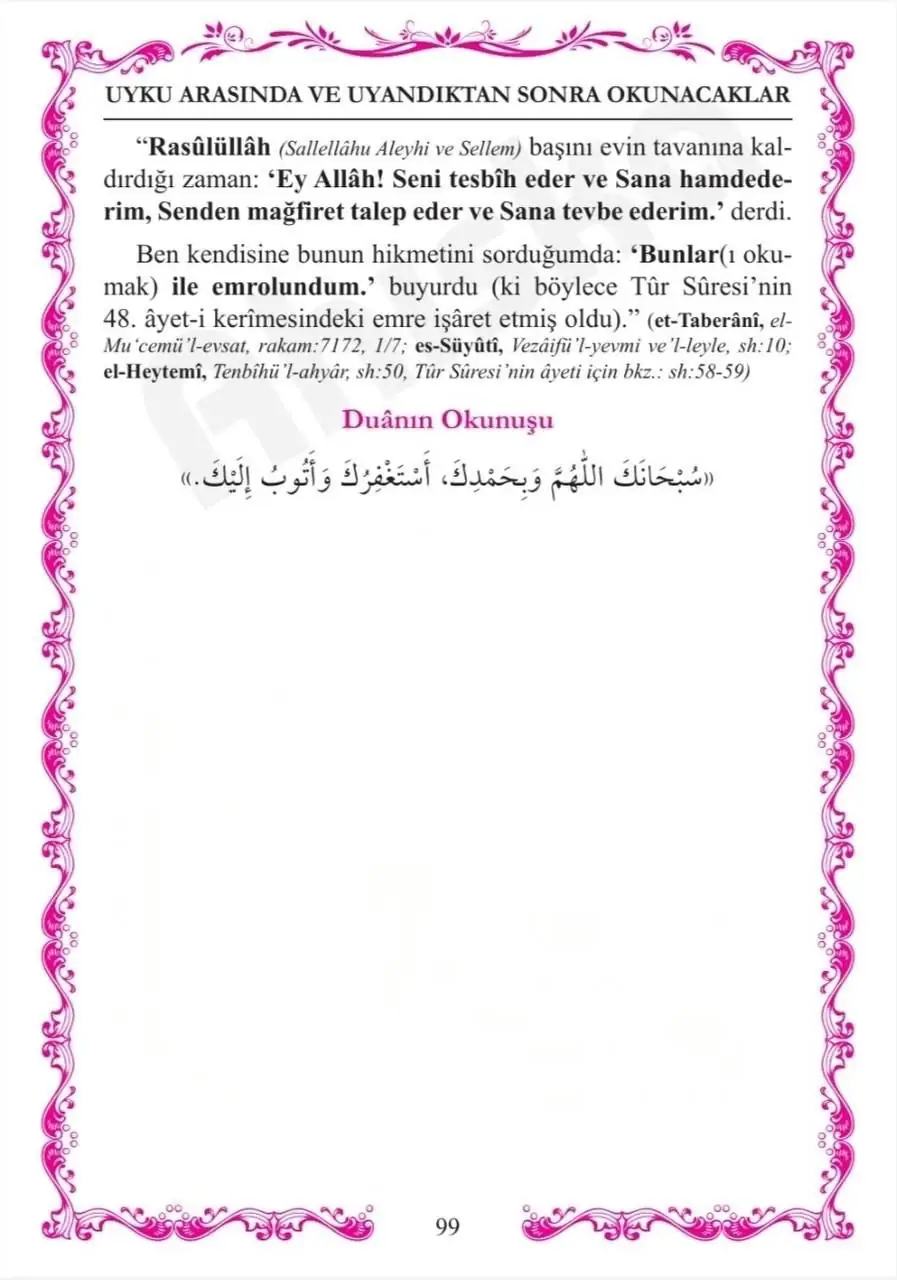 UYKU ARASINDA VE UYANDIKTAN SONRA OKUNACAKLAR
“Rasûlüllâh (Sallellâhu Aleyhi ve Sellem) başını evin tavanına kal-
dırdığı zaman: ‘Ey Allâh! Seni tesbîh eder ve Sana hamdede-
rim, Senden mağfiret talep eder ve Sana tevbe ederim.’ derdi.
Ben kendisine bunun hikmetini sorduğumda: ‘Bunlar(ı oku-
mak) ile emrolundum.’ buyurdu (ki böylece Tûr Sûresi’nin
48. âyet-i kerîmesindeki emre işâret etmiş oldu).” (et-Taberânî, el-
Mu‘cemü’l-evsat, rakam:7172, 1/7; es-Süyûtî, Vezâifü’l-yevmi ve’l-leyle, sh:10;
el-Heytemî, Tenbîhü’l-ahyâr, sh:50, Tûr Sûresi’nin âyeti için bkz.: sh:58-59)
Duânın Okunuşu
«سُبْحَانَكَ اللّٰهُمَّ وَبِحَمْدِكَ، أَسْتَغْفِرُكَ وَأَتُوبُ إِلَيْكَ.»
99